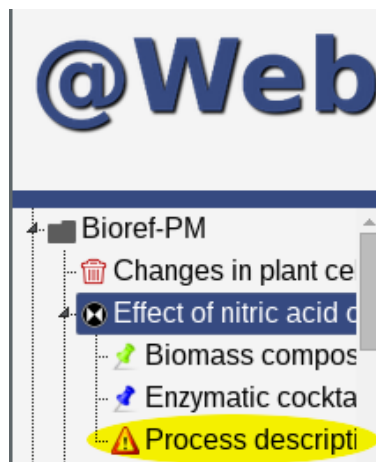 @Web
Bioref-PM
Changes in plant ce
Effect of nitric acid c
Biomass compos
Enzymatic cockta
Process descripti